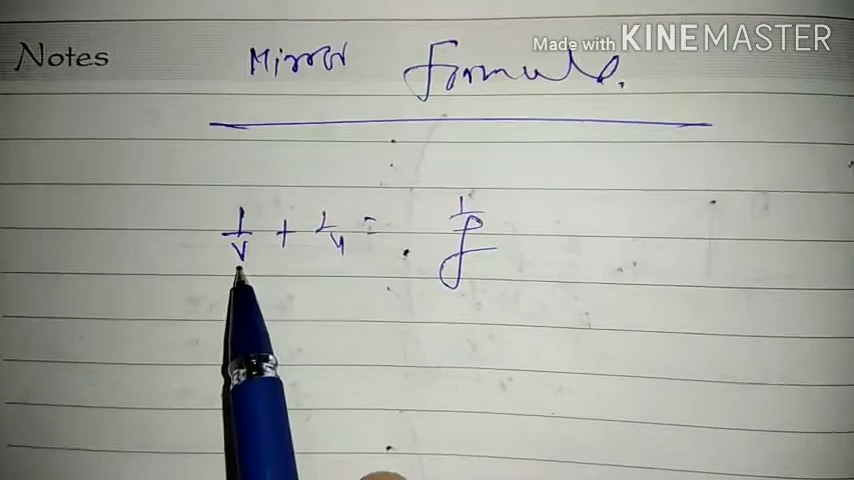 Made with KINEMASTER
Notes
Mirror Formula.
1/v + 1/u = 1/f